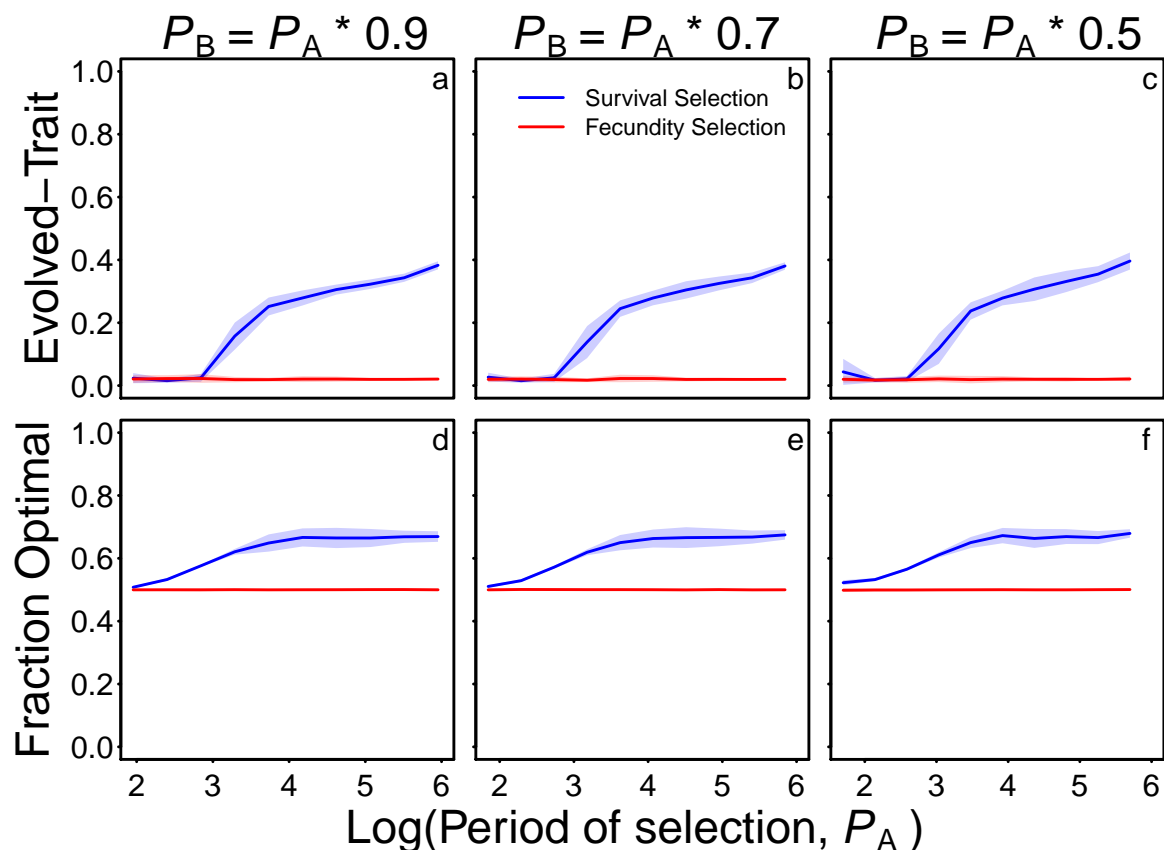 P_B = P_A * 0.9
P_B = P_A * 0.7
P_B = P_A * 0.5
Evolved−Trait
1.0
0.8
0.6
0.4
0.2
0.0
a
b
Survival Selection
Fecundity Selection
c
Fraction Optimal
1.0
0.8
0.6
0.4
0.2
0.0
d
e
f
2 3 4 5 6
2 3 4 5 6
2 3 4 5 6
Log(Period of selection, P_A )